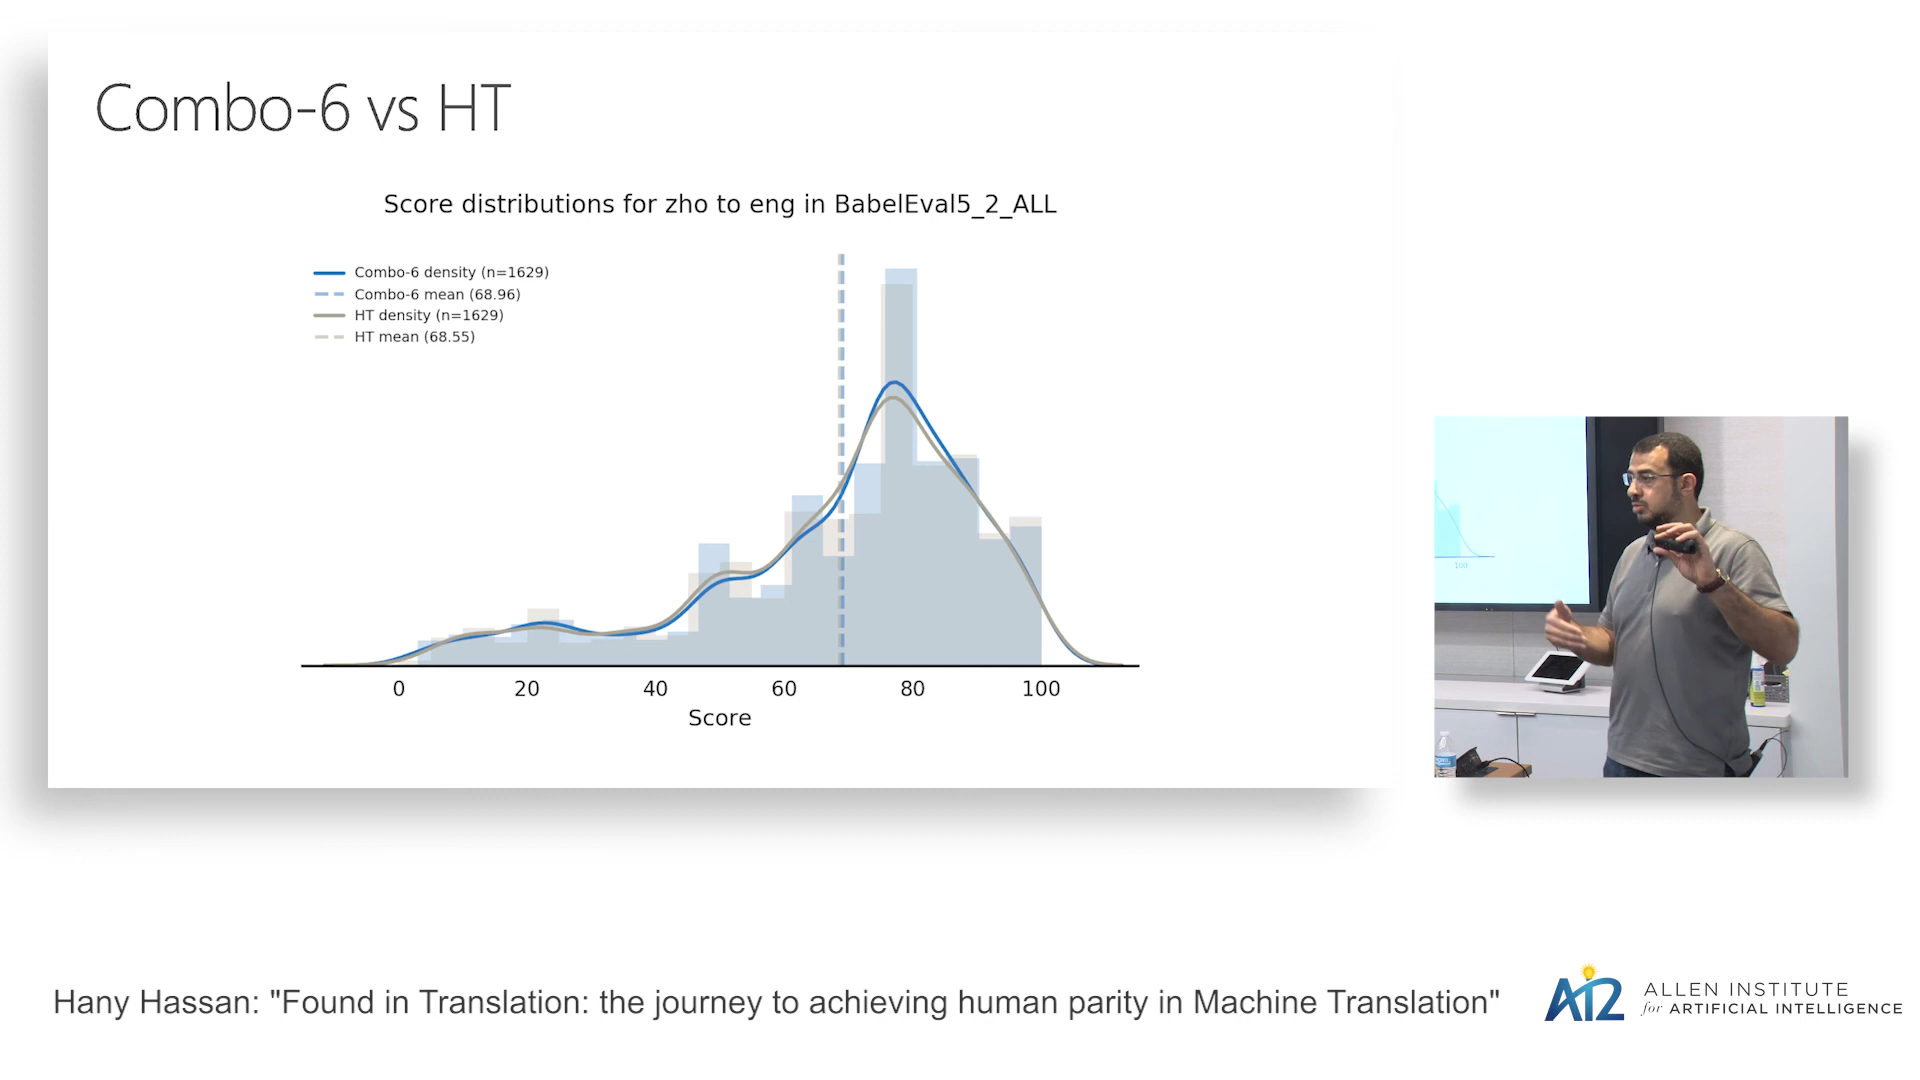 Combo-6 vs HT
Score distributions for zho to eng in BabelEval5_2_ALL
Combo-6 density (n=1629)
Combo-6 mean (68.96)
HT density (n=1629)
HT mean (68.55)
0 20 40 60 80 100
Score
100
Hany Hassan: "Found in Translation: the journey to achieving human parity in Machine Translation"
AI2
ALLEN INSTITUTE
for ARTIFICIAL INTELLIGENCE